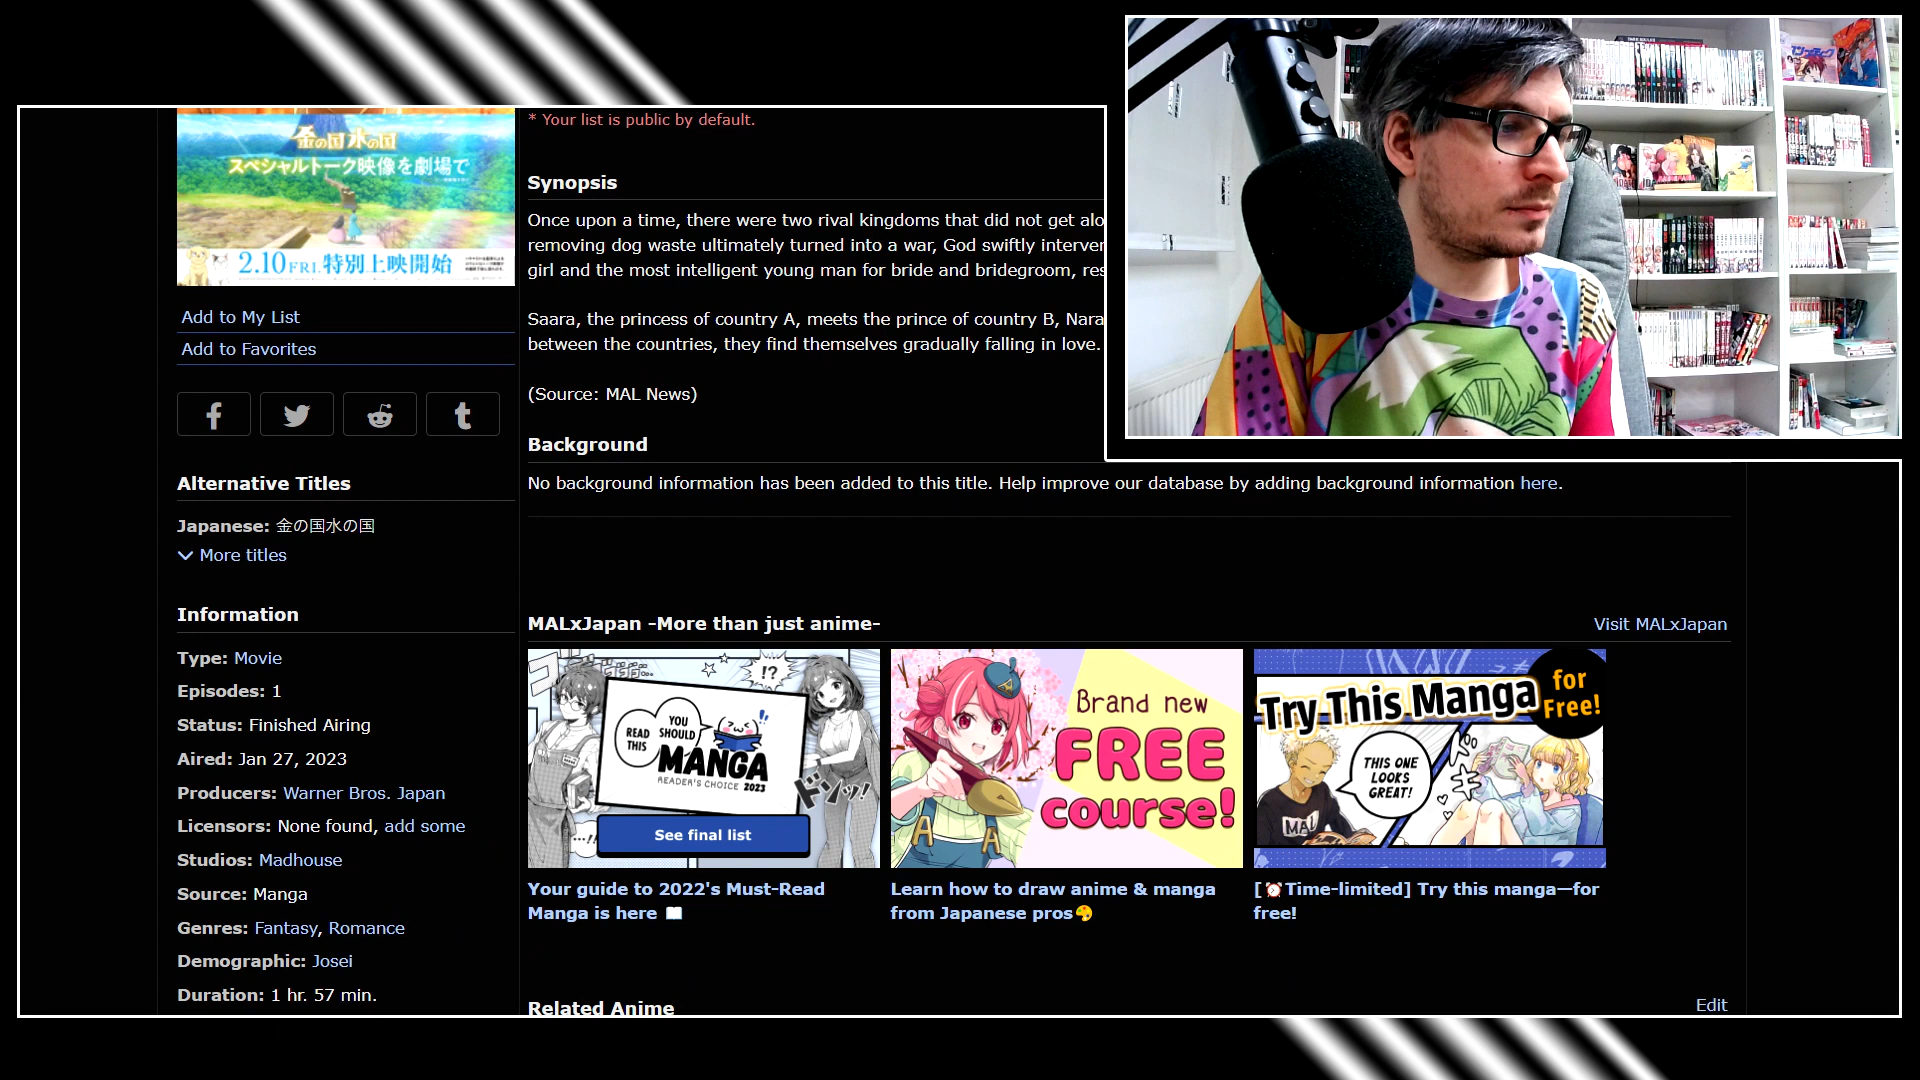 金の国水の国
スペシャルトーク映像を劇場で
2.10 FRI.特別上映開始
Add to My List
Add to Favorites
Alternative Titles
Japanese: 金の国水の国
More titles
Information
Type: Movie
Episodes: 1
Status: Finished Airing
Aired: Jan 27, 2023
Producers: Warner Bros. Japan
Licensors: None found, add some
Studios: Madhouse
Source: Manga
Genres: Fantasy, Romance
Demographic: Josei
Duration: 1 hr. 57 min.
* Your list is public by default.
Synopsis
Once upon a time, there were two rival kingdoms that did not get alo
removing dog waste ultimately turned into a war, God swiftly interver
girl and the most intelligent young man for bride and bridegroom, res
Saara, the princess of country A, meets the prince of country B, Nara
between the countries, they find themselves gradually falling in love.
(Source: MAL News)
Background
No background information has been added to this title. Help improve our database by adding background information here.
MALxJapan -More than just anime-
Visit MALxJapan
!?
READ THIS
YOU SHOULD
MANGA
READER'S CHOICE 2023
ドンッ!
...!!
See final list
Your guide to 2022's Must-Read
Manga is here 📖
Brand new
FREE
course!
A A
Learn how to draw anime & manga
from Japanese pros🎨
Try This Manga
for
Free!
THIS ONE
LOOKS
GREAT!
ドキ
MAL
[⏰Time-limited] Try this manga—for
free!
Related Anime
Edit